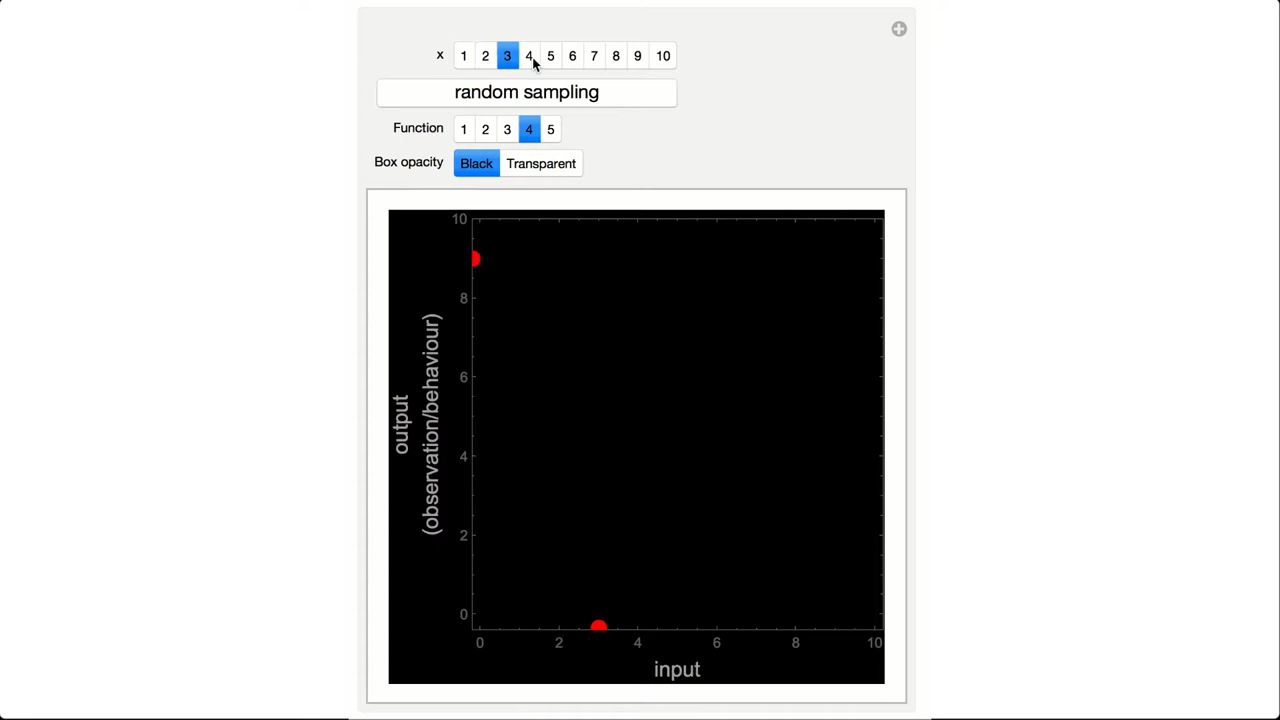 x 1 2 3 4 5 6 7 8 9 10
random sampling
Function 1 2 3 4 5
Box opacity Black Transparent
10
8
6
4
2
0
output
(observation/behaviour)
0 2 4 6 8 10
input